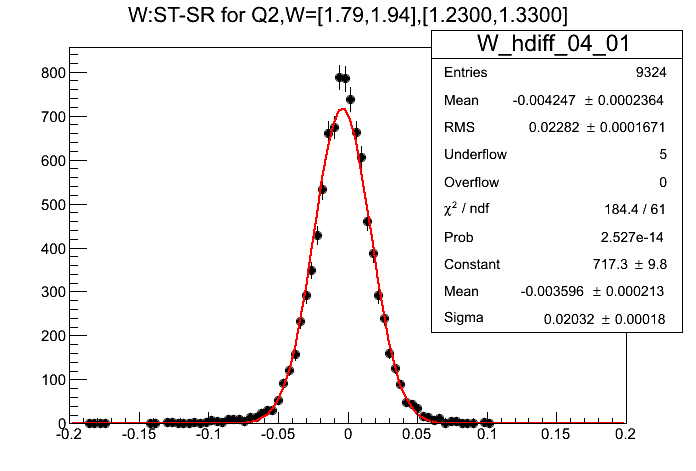 W:ST-SR for Q2,W=[1.79,1.94],[1.2300,1.3300]
W_hdiff_04_01
Entries 9324
Mean -0.004247 ± 0.0002364
RMS 0.02282 ± 0.0001671
Underflow 5
Overflow 0
χ² / ndf 184.4 / 61
Prob 2.527e-14
Constant 717.3 ± 9.8
Mean -0.003596 ± 0.000213
Sigma 0.02032 ± 0.00018
800
700
600
500
400
300
200
100
0
-0.2 -0.15 -0.1 -0.05 0 0.05 0.1 0.15 0.2